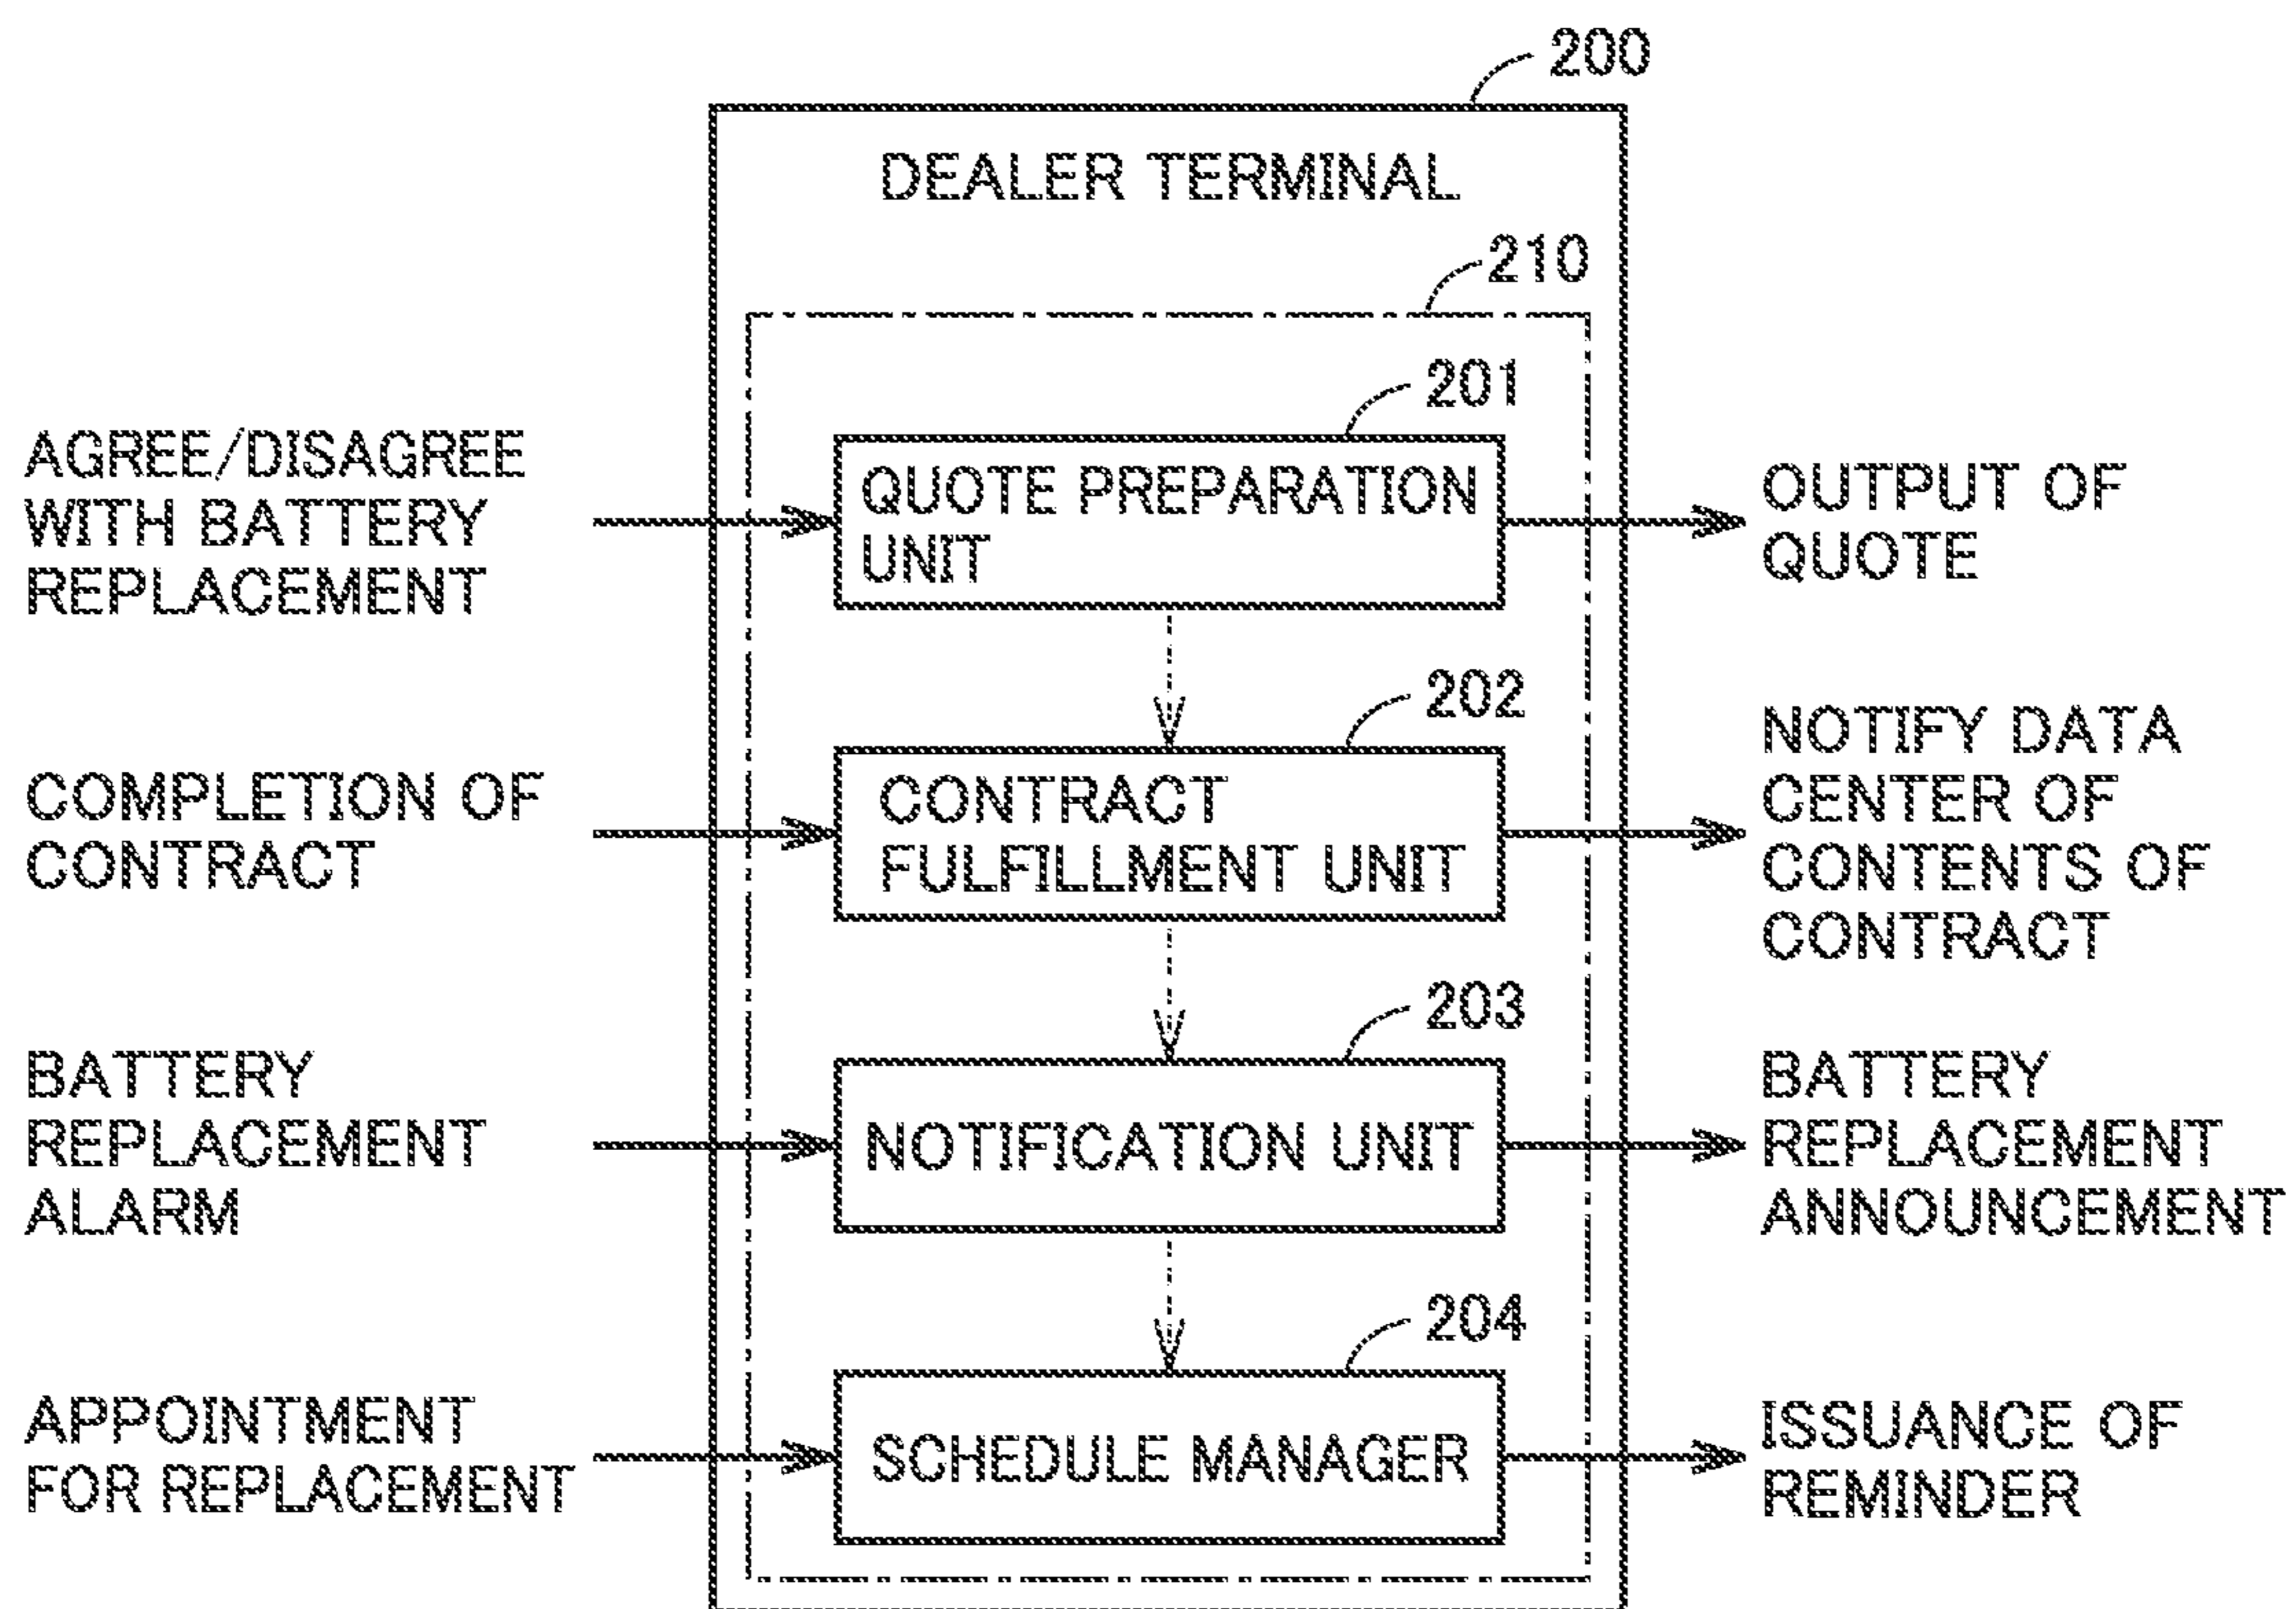 200
DEALER TERMINAL
210
201
AGREE/DISAGREE
WITH BATTERY
REPLACEMENT
QUOTE PREPARATION
UNIT
OUTPUT OF
QUOTE
202
COMPLETION OF
CONTRACT
CONTRACT
FULFILLMENT UNIT
NOTIFY DATA
CENTER OF
CONTENTS OF
CONTRACT
203
BATTERY
REPLACEMENT
ALARM
NOTIFICATION UNIT
BATTERY
REPLACEMENT
ANNOUNCEMENT
204
APPOINTMENT
FOR REPLACEMENT
SCHEDULE MANAGER
ISSUANCE OF
REMINDER